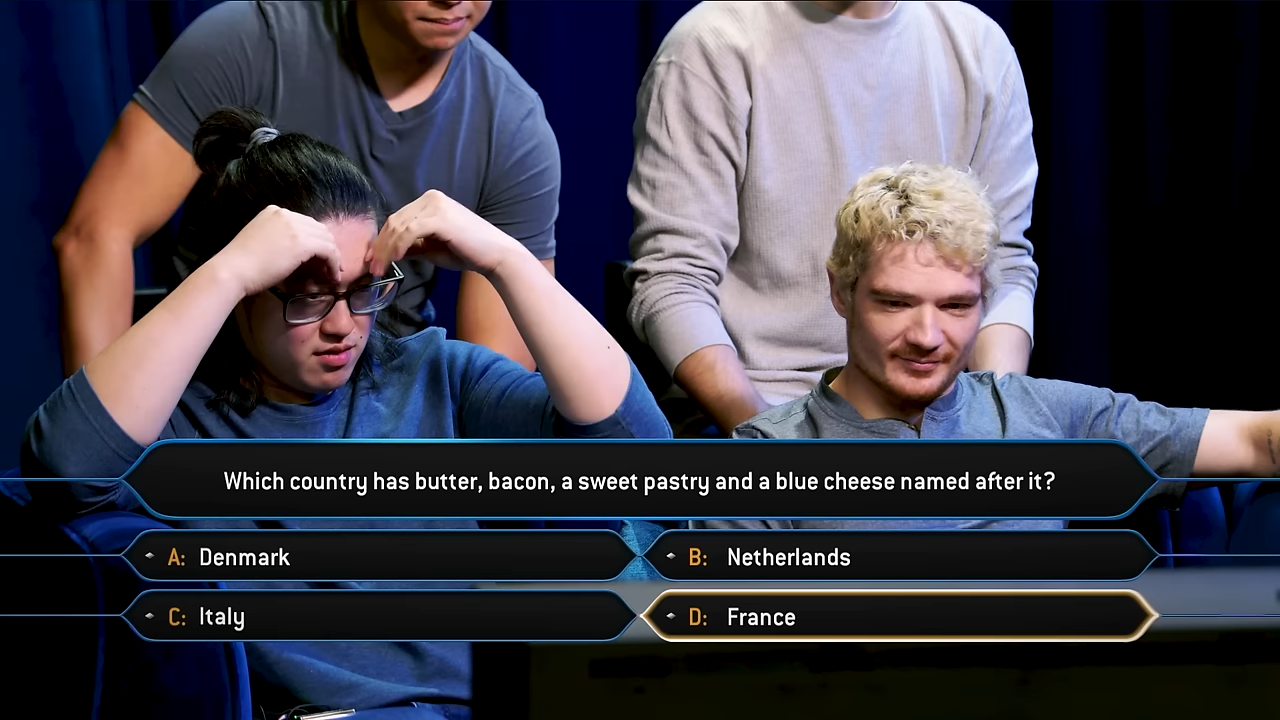 Which country has butter, bacon, a sweet pastry and a blue cheese named after it?
A: Denmark
B: Netherlands
C: Italy
D: France